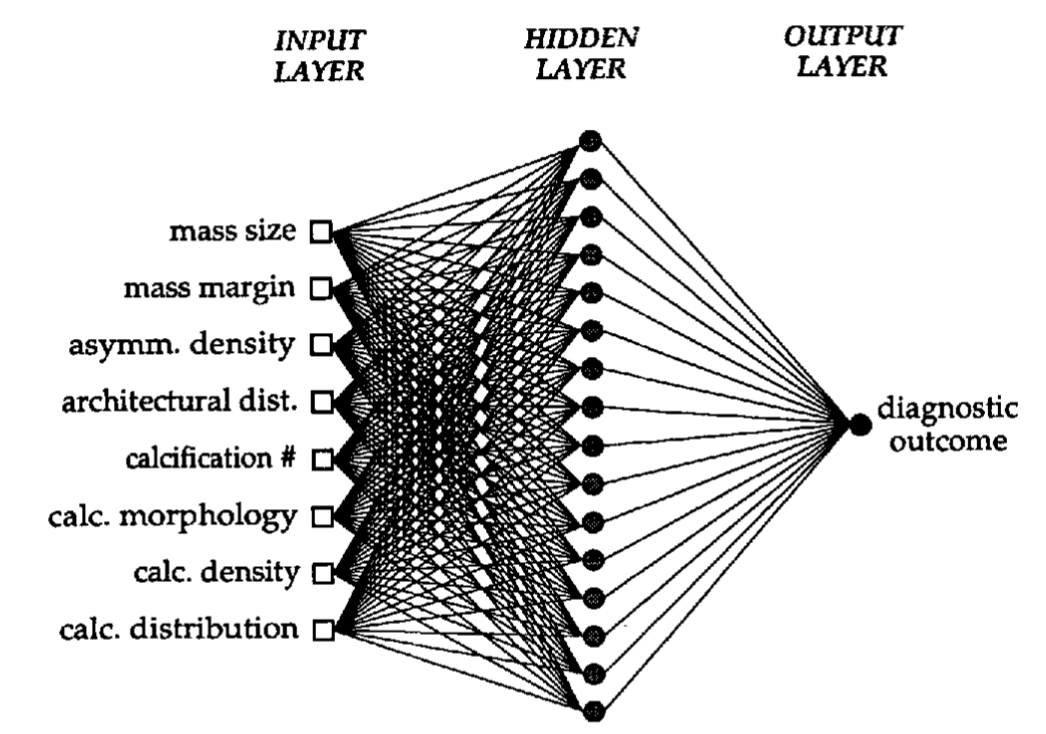 INPUT
LAYER
HIDDEN
LAYER
OUTPUT
LAYER
mass size
mass margin
asymm. density
architectural dist.
calcification #
calc. morphology
calc. density
calc. distribution
diagnostic
outcome